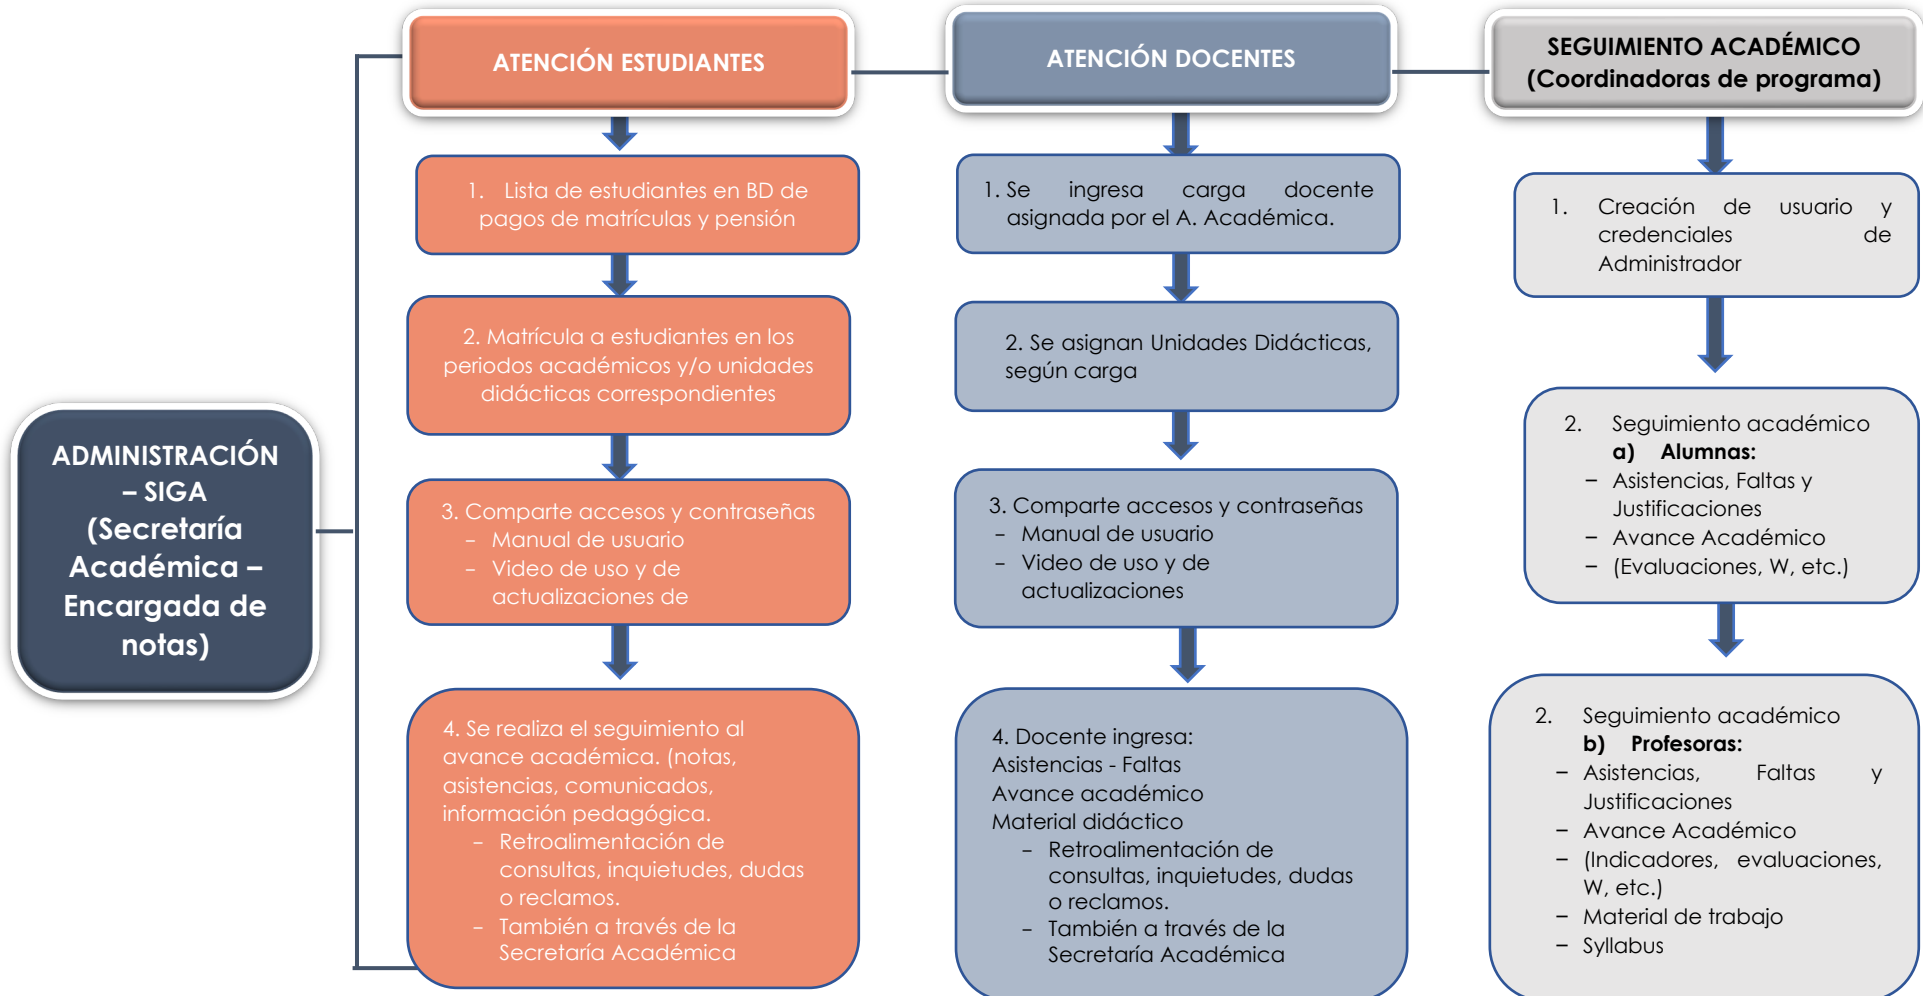 ADMINISTRACIÓN
– SIGA
(Secretaría
Académica –
Encargada de
notas)
ATENCIÓN ESTUDIANTES
1. Lista de estudiantes en BD de
pagos de matrículas y pensión
2. Matrícula a estudiantes en los
periodos académicos y/o unidades
didácticas correspondientes
3. Comparte accesos y contraseñas
- Manual de usuario
- Video de uso y de
actualizaciones de
4. Se realiza el seguimiento al
avance académica. (notas,
asistencias, comunicados,
información pedagógica.
- Retroalimentación de
consultas, inquietudes, dudas
o reclamos.
- También a través de la
Secretaría Académica
ATENCIÓN DOCENTES
1. Se ingresa carga docente
asignada por el A. Académica.
2. Se asignan Unidades Didácticas,
según carga
3. Comparte accesos y contraseñas
- Manual de usuario
- Video de uso y de
actualizaciones
4. Docente ingresa:
Asistencias - Faltas
Avance académico
Material didáctico
- Retroalimentación de
consultas, inquietudes, dudas
o reclamos.
- También a través de la
Secretaría Académica
SEGUIMIENTO ACADÉMICO
(Coordinadoras de programa)
1. Creación de usuario y
credenciales de
Administrador
2. Seguimiento académico
a) Alumnas:
– Asistencias, Faltas y
Justificaciones
– Avance Académico
– (Evaluaciones, W, etc.)
2. Seguimiento académico
b) Profesoras:
– Asistencias, Faltas y
Justificaciones
– Avance Académico
– (Indicadores, evaluaciones,
W, etc.)
– Material de trabajo
– Syllabus